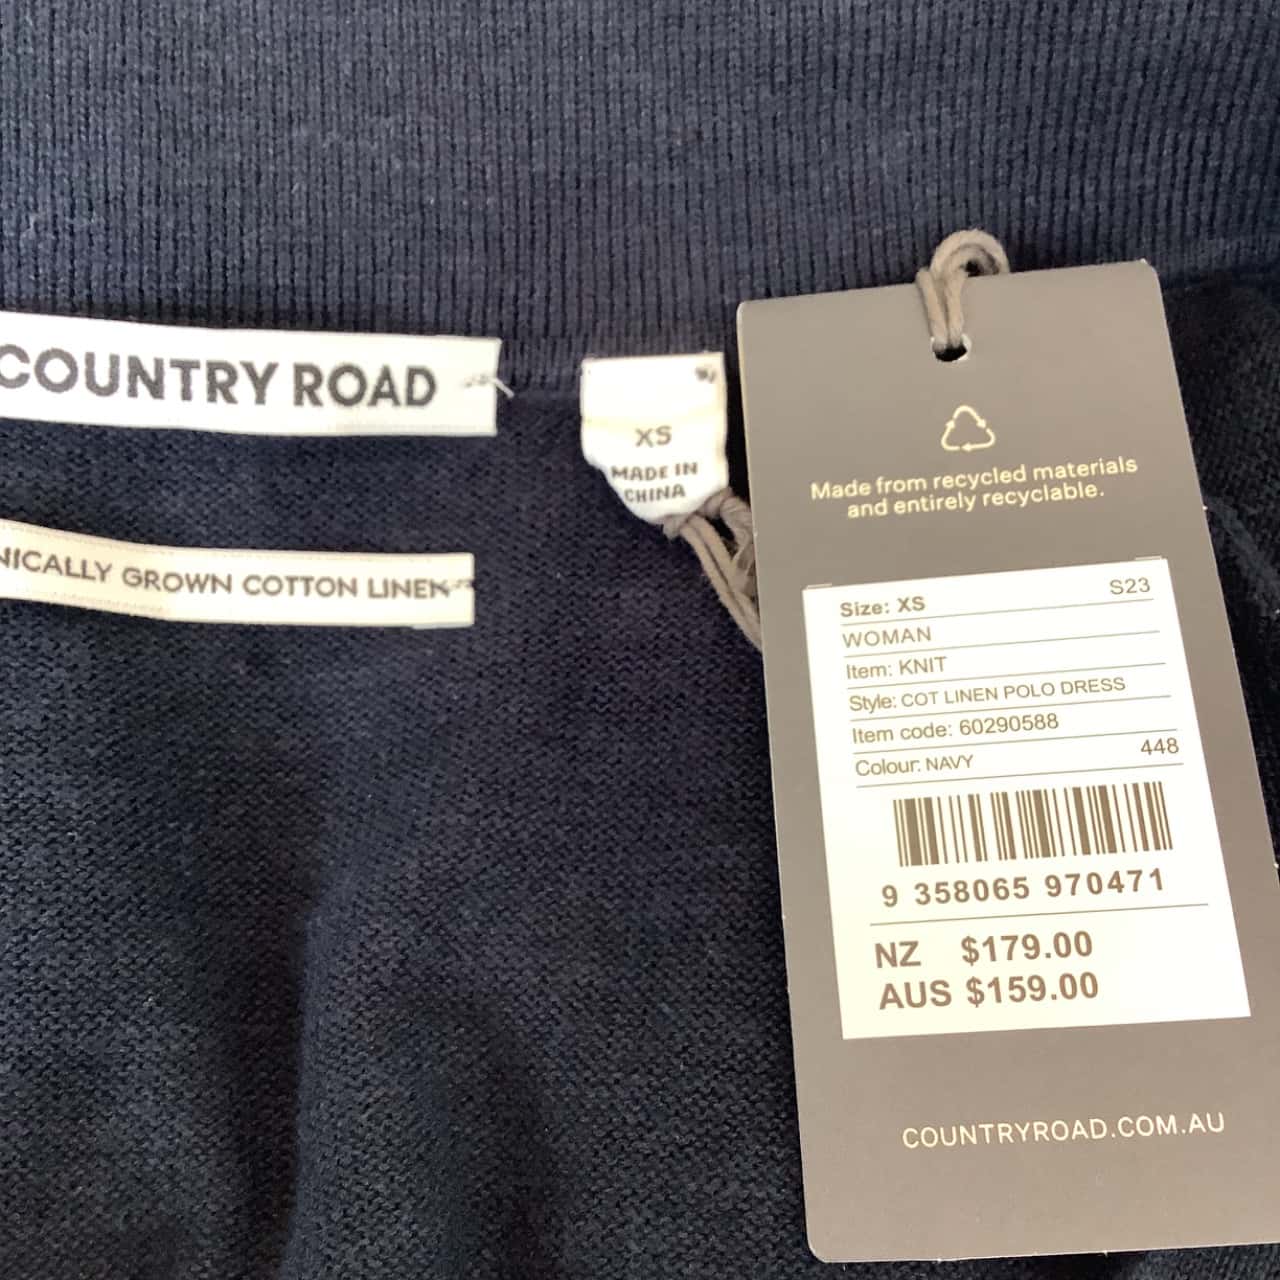 COUNTRY ROAD
NICALLY GROWN COTTON LINEN
XS
MADE IN
CHINA
Made from recycled materials
and entirely recyclable.
Size: XS S23
WOMAN
Item: KNIT
Style: COT LINEN POLO DRESS
Item code: 60290588
Colour: NAVY 448
9 358065 970471
NZ $179.00
AUS $159.00
COUNTRYROAD.COM.AU